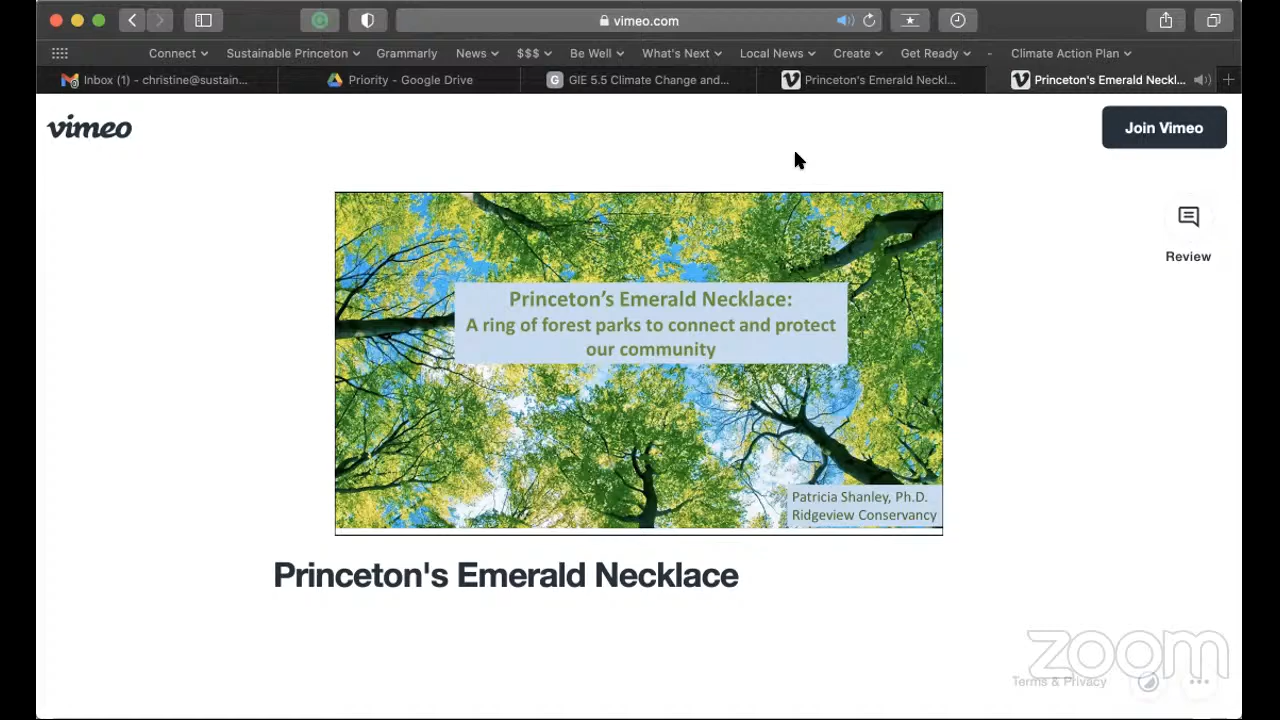 vimeo.com
Connect
Sustainable Princeton
Grammarly
News
$$$
Be Well
What's Next
Local News
Create
Get Ready
-
Climate Action Plan
Inbox (1) - christine@sustain...
Priority - Google Drive
G
GIE 5.5 Climate Change and...
Princeton's Emerald Neckl...
Princeton's Emerald Neckl...
vimeo
Join Vimeo
Review
Princeton's Emerald Necklace:
A ring of forest parks to connect and protect
our community
Patricia Shanley, Ph.D.
Ridgeview Conservancy
Princeton's Emerald Necklace
zoom
Terms & Privacy